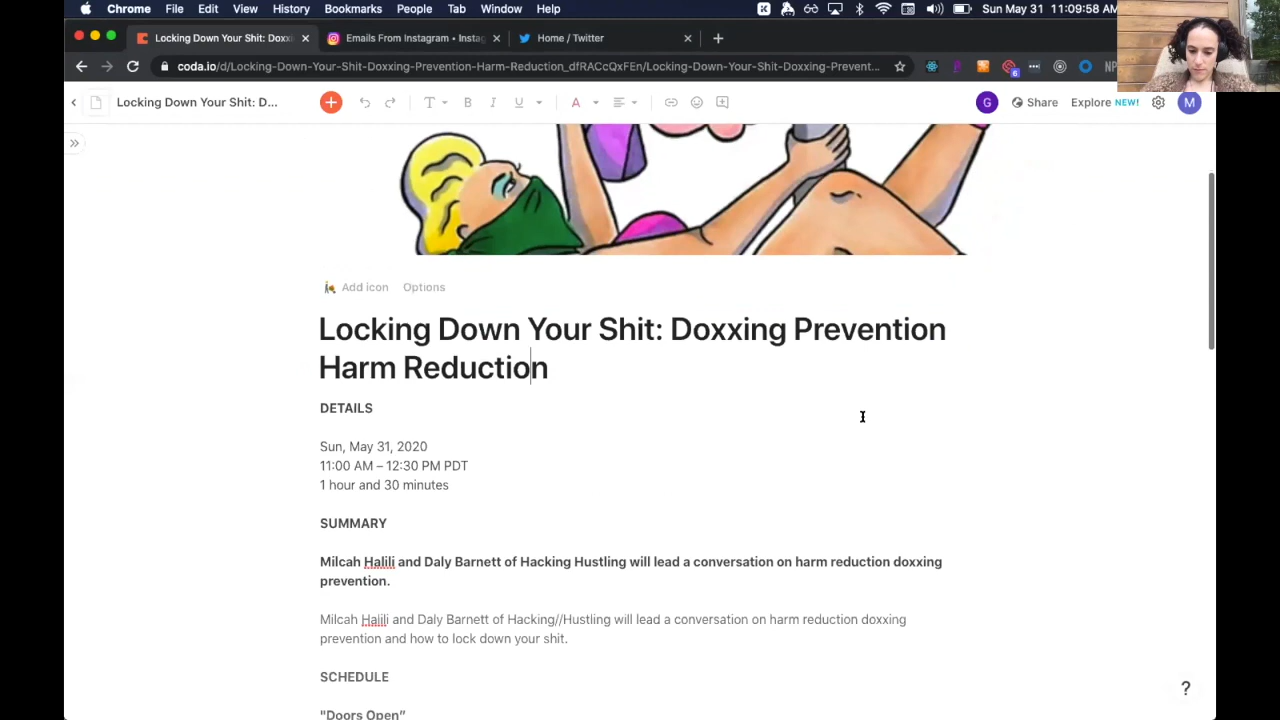 Chrome File Edit View History Bookmarks People Tab Window Help Sun May 31 11:09:58 AM
Locking Down Your Shit: Doxx Emails From Instagram • Insta Home / Twitter
coda.io/d/Locking-Down-Your-Shit-Doxxing-Prevention-Harm-Reduction_dfRACcQxFEn/Locking-Down-Your-Shit-Doxxing-Prevent... 6 NP
Locking Down Your Shit: D... T B I U A G Share Explore NEW! M
Add icon Options
Locking Down Your Shit: Doxxing Prevention
Harm Reduction
DETAILS
Sun, May 31, 2020
11:00 AM – 12:30 PM PDT
1 hour and 30 minutes
SUMMARY
Milcah Halili and Daly Barnett of Hacking Hustling will lead a conversation on harm reduction doxxing
prevention.
Milcah Halili and Daly Barnett of Hacking//Hustling will lead a conversation on harm reduction doxxing
prevention and how to lock down your shit.
SCHEDULE
"Doors Open"
?